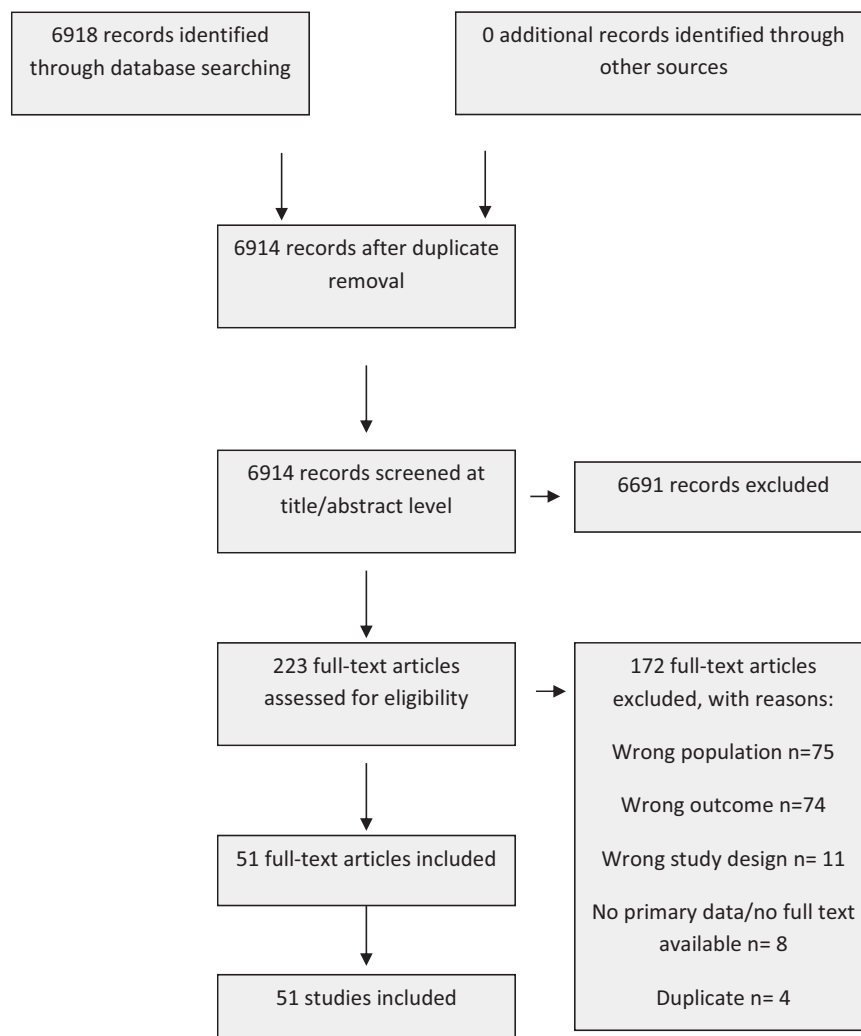 6918 records identified
through database searching
0 additional records identified through
other sources
6914 records after duplicate
removal
6914 records screened at
title/abstract level
6691 records excluded
223 full-text articles
assessed for eligibility
172 full-text articles
excluded, with reasons:
Wrong population n=75
Wrong outcome n=74
Wrong study design n= 11
No primary data/no full text
available n= 8
Duplicate n= 4
51 full-text articles included
51 studies included